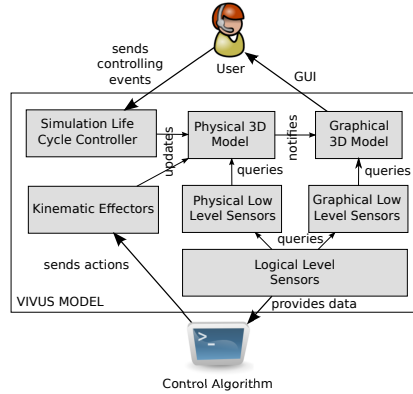 sends
controlling
events
User
GUI
Simulation Life
Cycle Controller
updates
Physical 3D
Model
notifies
Graphical
3D Model
queries
queries
Kinematic Effectors
Physical Low
Level Sensors
Graphical Low
Level Sensors
queries
sends actions
Logical Level
Sensors
VIVUS MODEL
provides data
>_
Control Algorithm